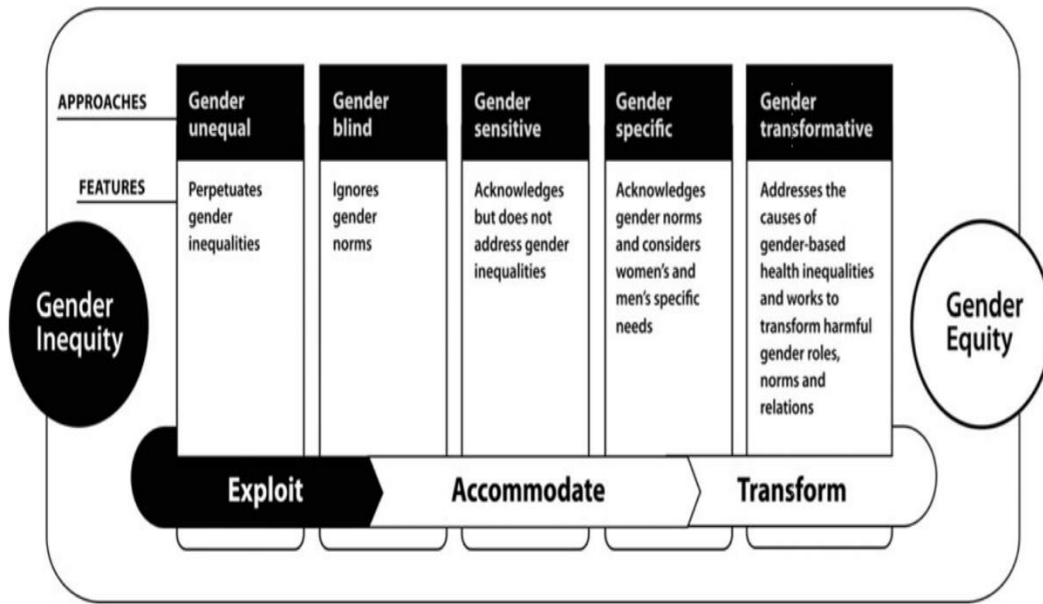 APPROACHES
Gender
unequal
Gender
blind
Gender
sensitive
Gender
specific
Gender
transformative
FEATURES
Perpetuates
gender
inequalities
Ignores
gender
norms
Acknowledges
but does not
address gender
inequalities
Acknowledges
gender norms
and considers
women's and
men's specific
needs
Addresses the
causes of
gender-based
health inequalities
and works to
transform harmful
gender roles,
norms and
relations
Gender
Inequity
Gender
Equity
Exploit
Accommodate
Transform